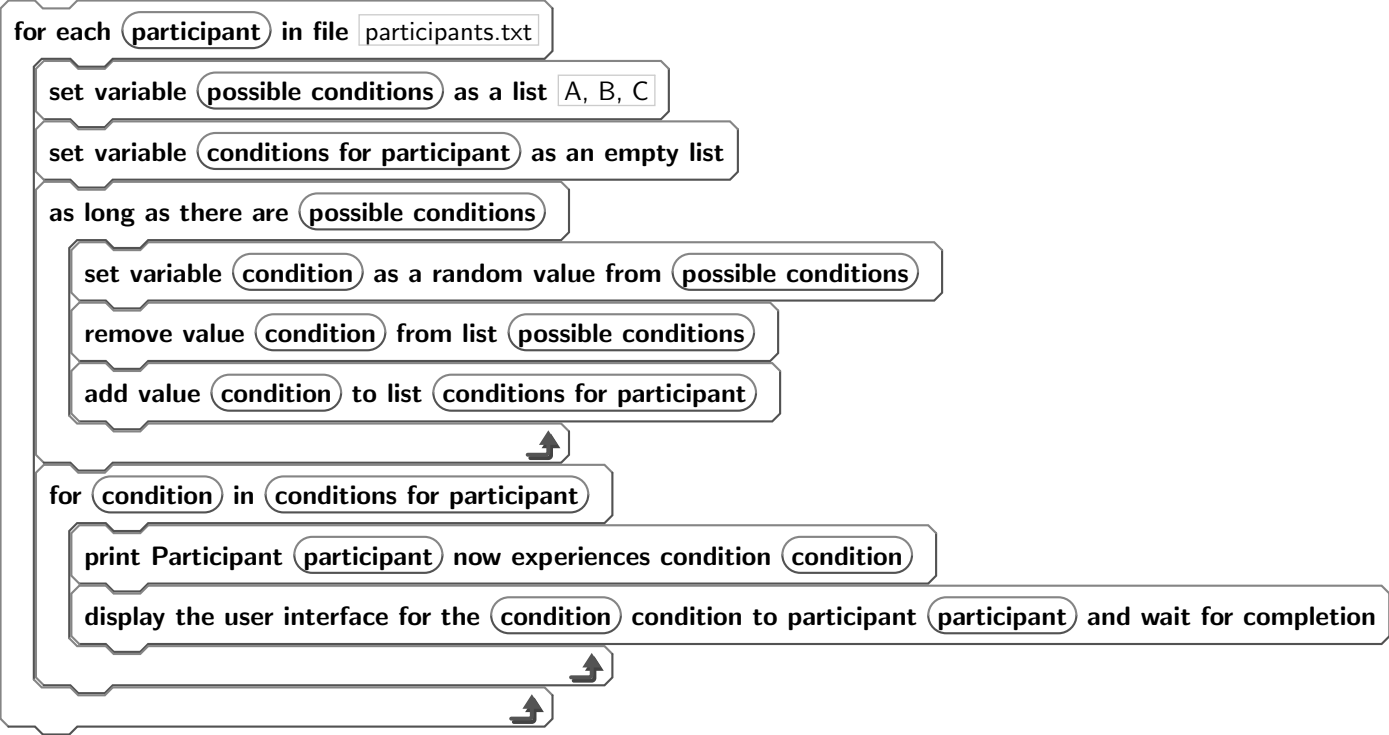 for each participant in file participants.txt
set variable possible conditions as a list A, B, C
set variable conditions for participant as an empty list
as long as there are possible conditions
set variable condition as a random value from possible conditions
remove value condition from list possible conditions
add value condition to list conditions for participant
for condition in conditions for participant
print Participant participant now experiences condition condition
display the user interface for the condition condition to participant participant and wait for completion